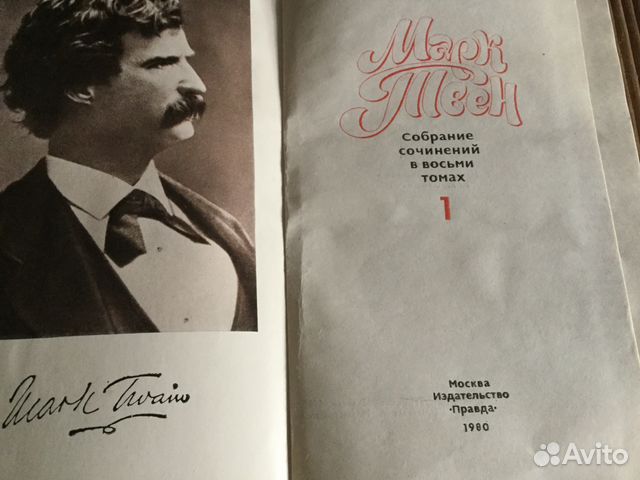 Марк
Твен
Собрание
сочинений
в восьми
томах
1
Москва
Издательство
«Правда»
1980
Mark Twain
Avito